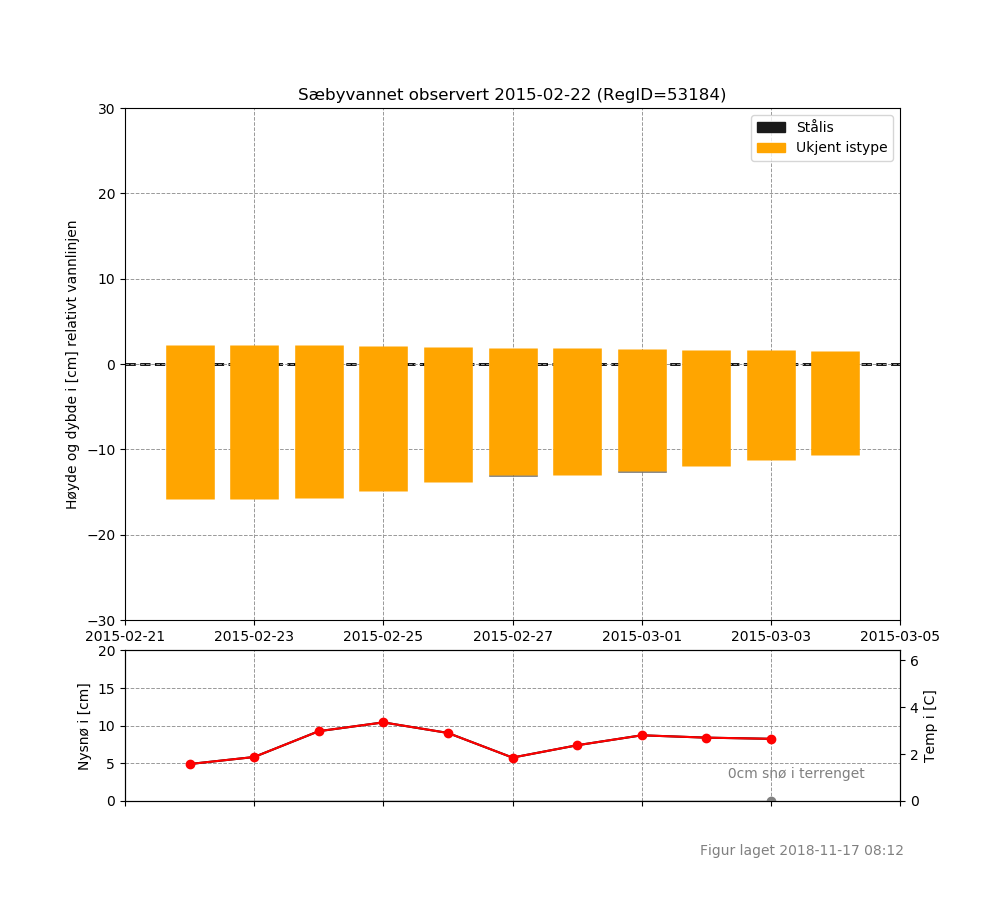 Sæbyvannet observert 2015-02-22 (RegID=53184)
Stålis
Ukjent istype
Høyde og dybde i [cm] relativt vannlinjen
30
20
10
0
−10
−20
−30
2015-02-21 2015-02-23 2015-02-25 2015-02-27 2015-03-01 2015-03-03 2015-03-05
Nysnø i [cm]
20
15
10
5
0
6
4
2
0
Temp i [C]
0cm snø i terrenget
Figur laget 2018-11-17 08:12